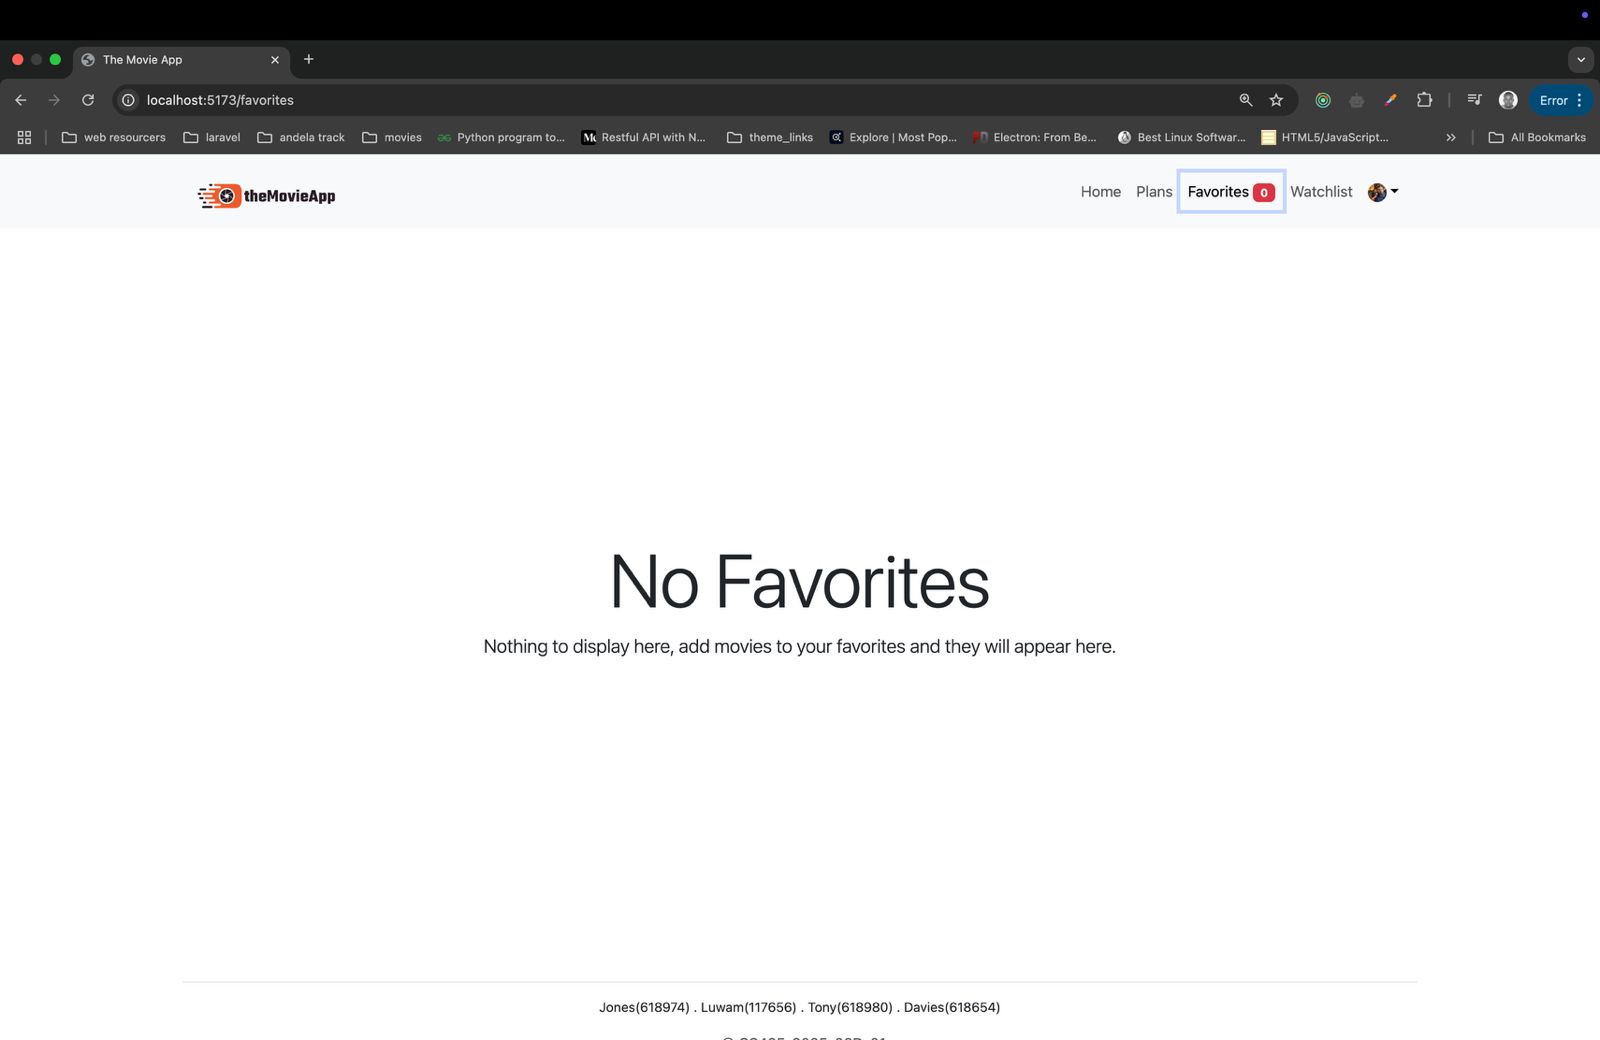 The Movie App
localhost:5173/favorites
Error
web resourcers
laravel
andela track
movies
Python program to...
Restful API with N...
theme_links
Explore | Most Pop...
Electron: From Be...
Best Linux Softwar...
HTML5/JavaScript...
All Bookmarks
theMovieApp
Home Plans Favorites 0 Watchlist
No Favorites
Nothing to display here, add movies to your favorites and they will appear here.
Jones(618974) . Luwam(117656) . Tony(618980) . Davies(618654)